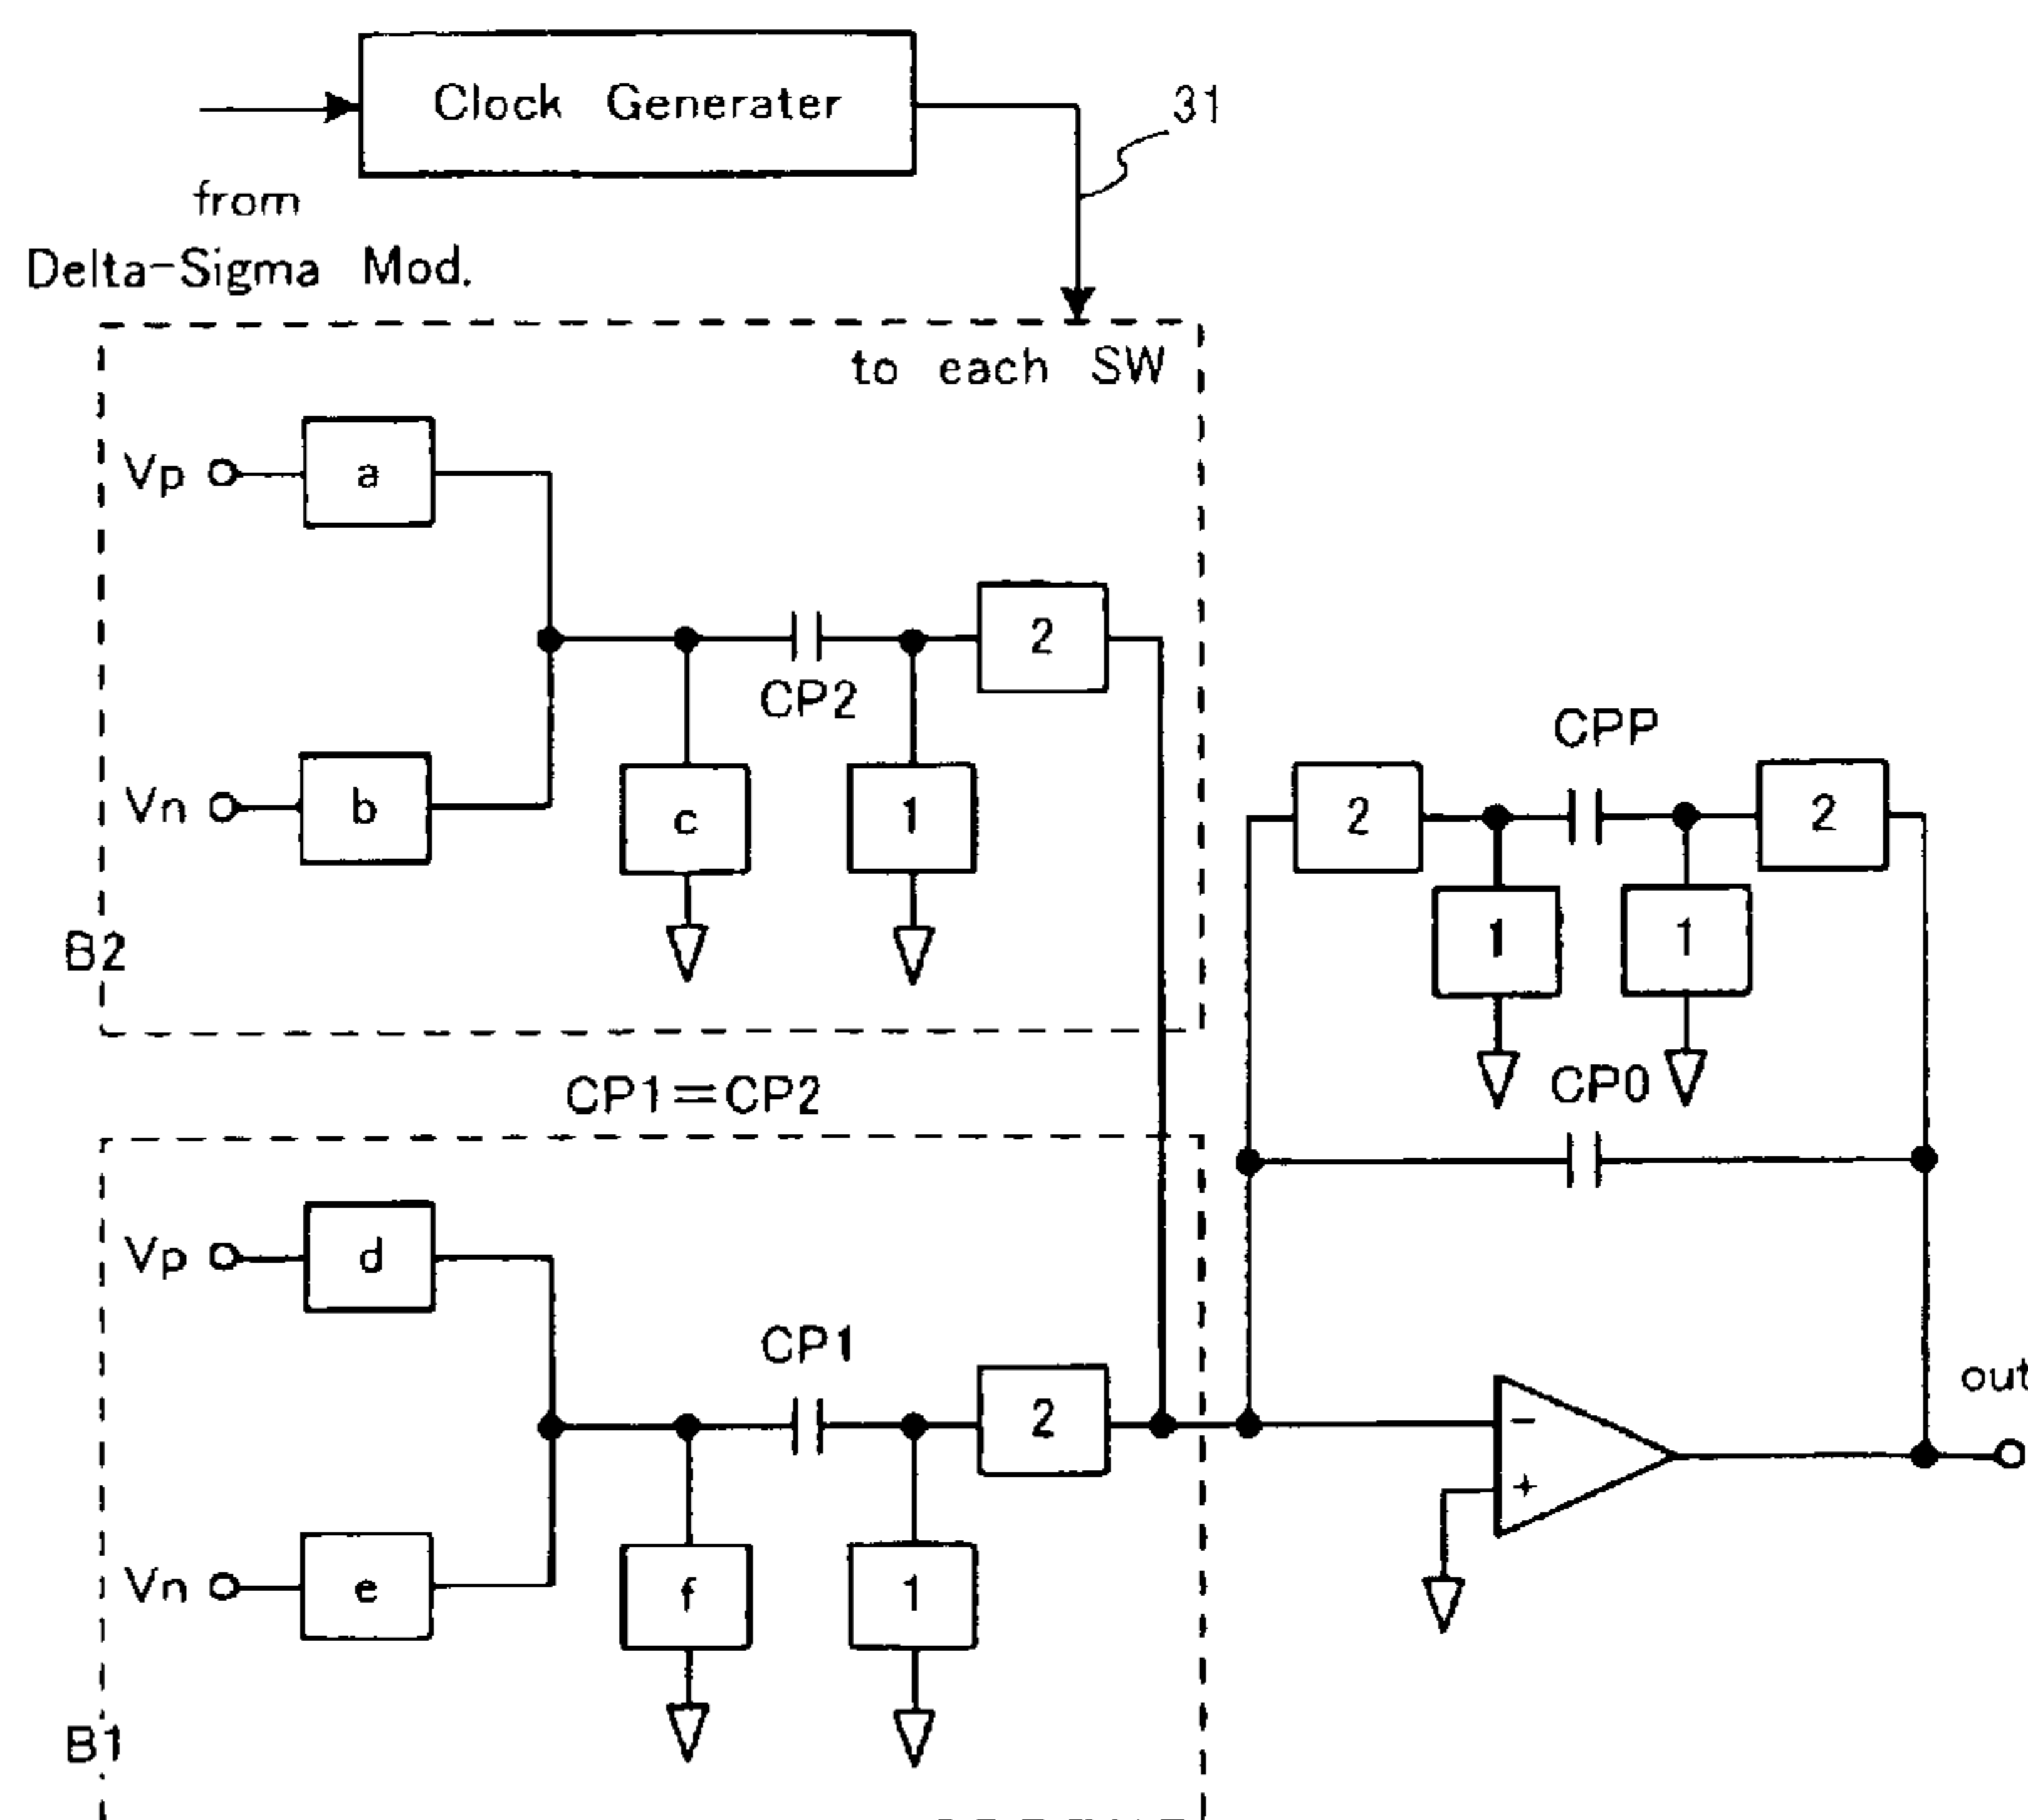 Clock Generater
31
from
Delta-Sigma Mod.
to each SW
Vp
a
2
CP2
Vn
b
c
1
B2
CPP
2
2
1
1
CP0
CP1=CP2
Vp
d
CP1
2
Vn
e
f
1
B1
-
+
out